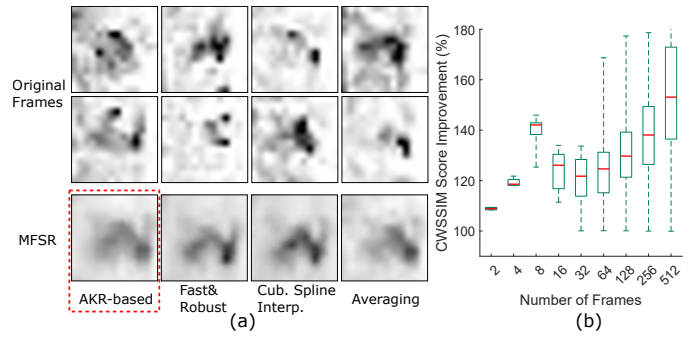 Original
Frames
MFSR
AKR-based
Fast&
Robust
Cub. Spline
Interp.
Averaging
(a)
CWSSIM Score Improvement (%)
180
160
140
120
100
2
4
8
16
32
64
128
256
512
Number of Frames
(b)